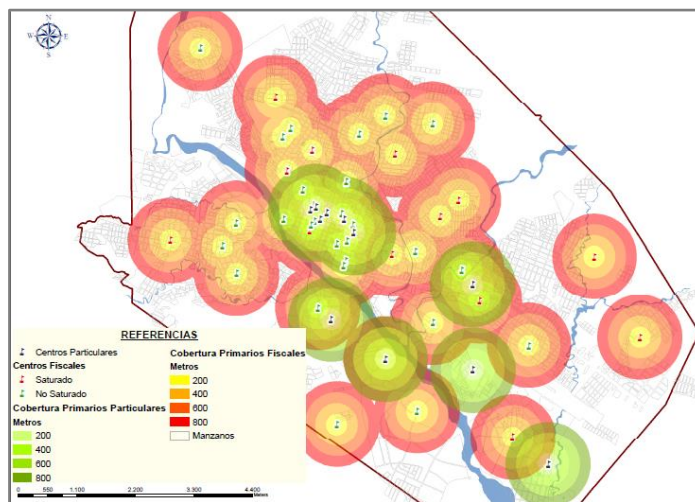 N
W E
S
REFERENCIAS
Centros Particulares
Centros Fiscales
Saturado
No Saturado
Cobertura Primarios Particulares
Metros
200
400
600
800
Cobertura Primarios Fiscales
Metros
200
400
600
800
Manzanos
0 550 1.100 2.200 3.300 4.400
Metros